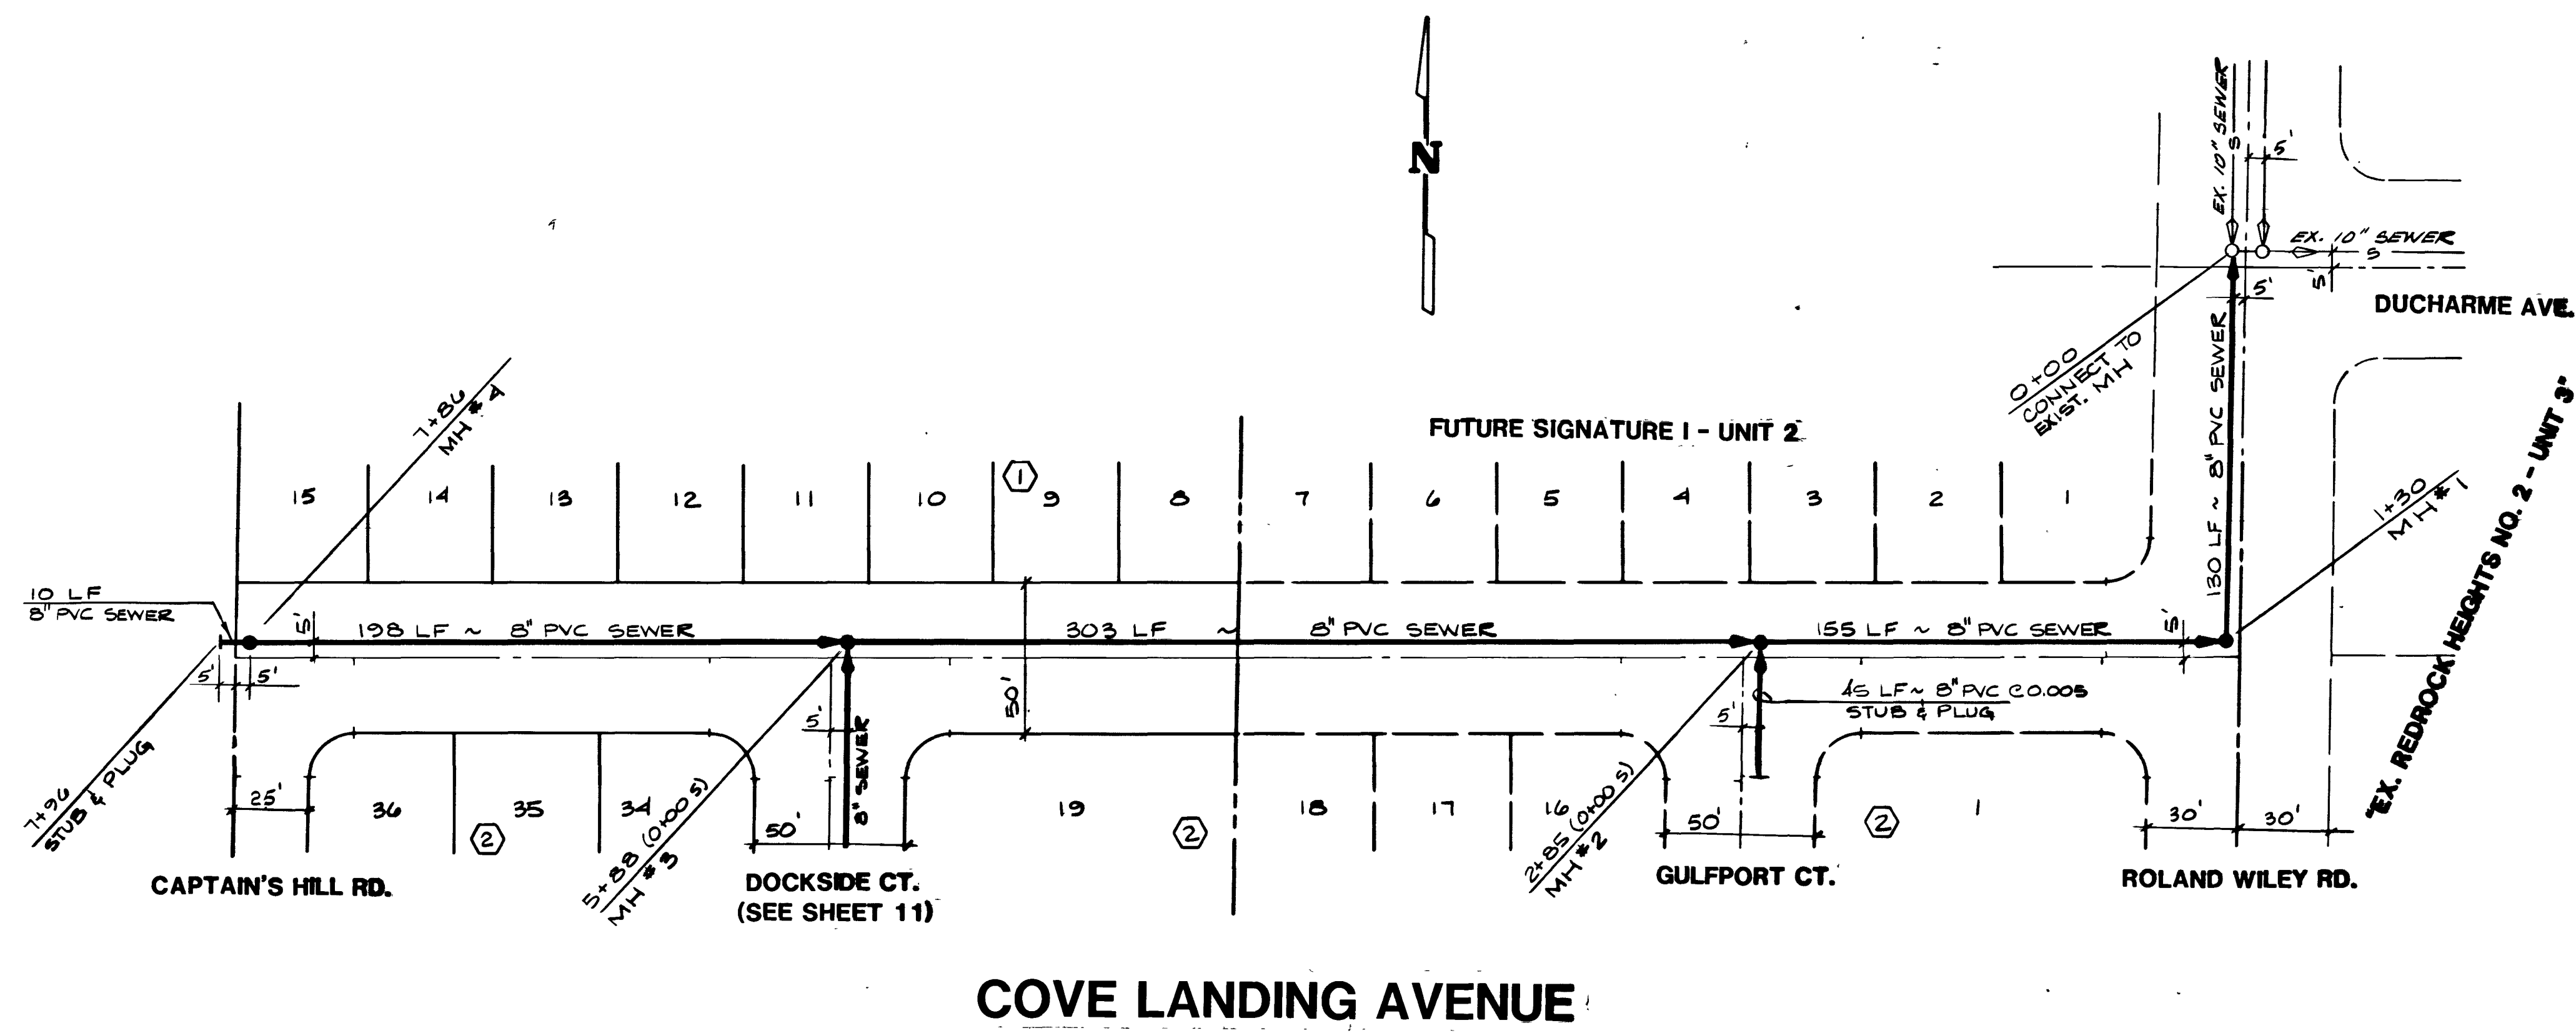 N
EX. 10" SEWER
S
5'
EX. 10" SEWER
S
5'
5'
DUCHARME AVE.
0+00
CONNECT TO
EXIST. MH
130 LF ~ 8" PVC SEWER
"EX. REDROCK HEIGHTS NO. 2 - UNIT 3"
1+30
MH #1
7+86
MH #4
FUTURE SIGNATURE I - UNIT 2
15
14
13
12
11
10
1
9
8
7
6
5
4
3
2
1
10 LF
8" PVC SEWER
5'
198 LF ~ 8" PVC SEWER
303 LF ~ 8" PVC SEWER
155 LF ~ 8" PVC SEWER
5'
5'
5'
50'
5'
8" SEWER
5'
45 LF ~ 8" PVC @ 0.005
STUB & PLUG
7+96
STUB & PLUG
25'
36
2
35
34
5+88 (0+00 S)
MH #3
50'
19
2
18
17
16
2+85 (0+00 S)
MH #2
50'
2
1
30'
30'
CAPTAIN'S HILL RD.
DOCKSIDE CT.
(SEE SHEET 11)
GULFPORT CT.
ROLAND WILEY RD.
COVE LANDING AVENUE